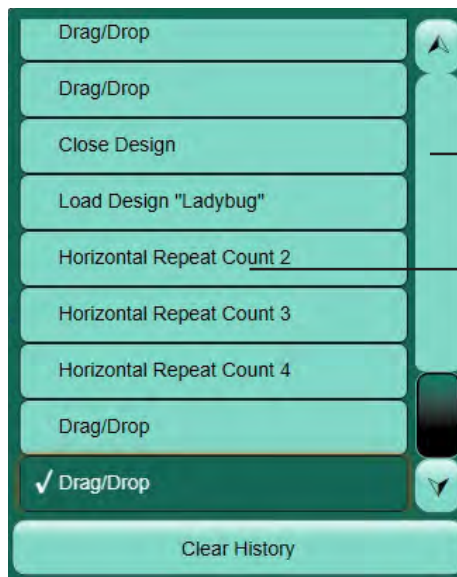 Drag/Drop
Drag/Drop
Close Design
Load Design "Ladybug"
Horizontal Repeat Count 2
Horizontal Repeat Count 3
Horizontal Repeat Count 4
Drag/Drop
Drag/Drop
Clear History